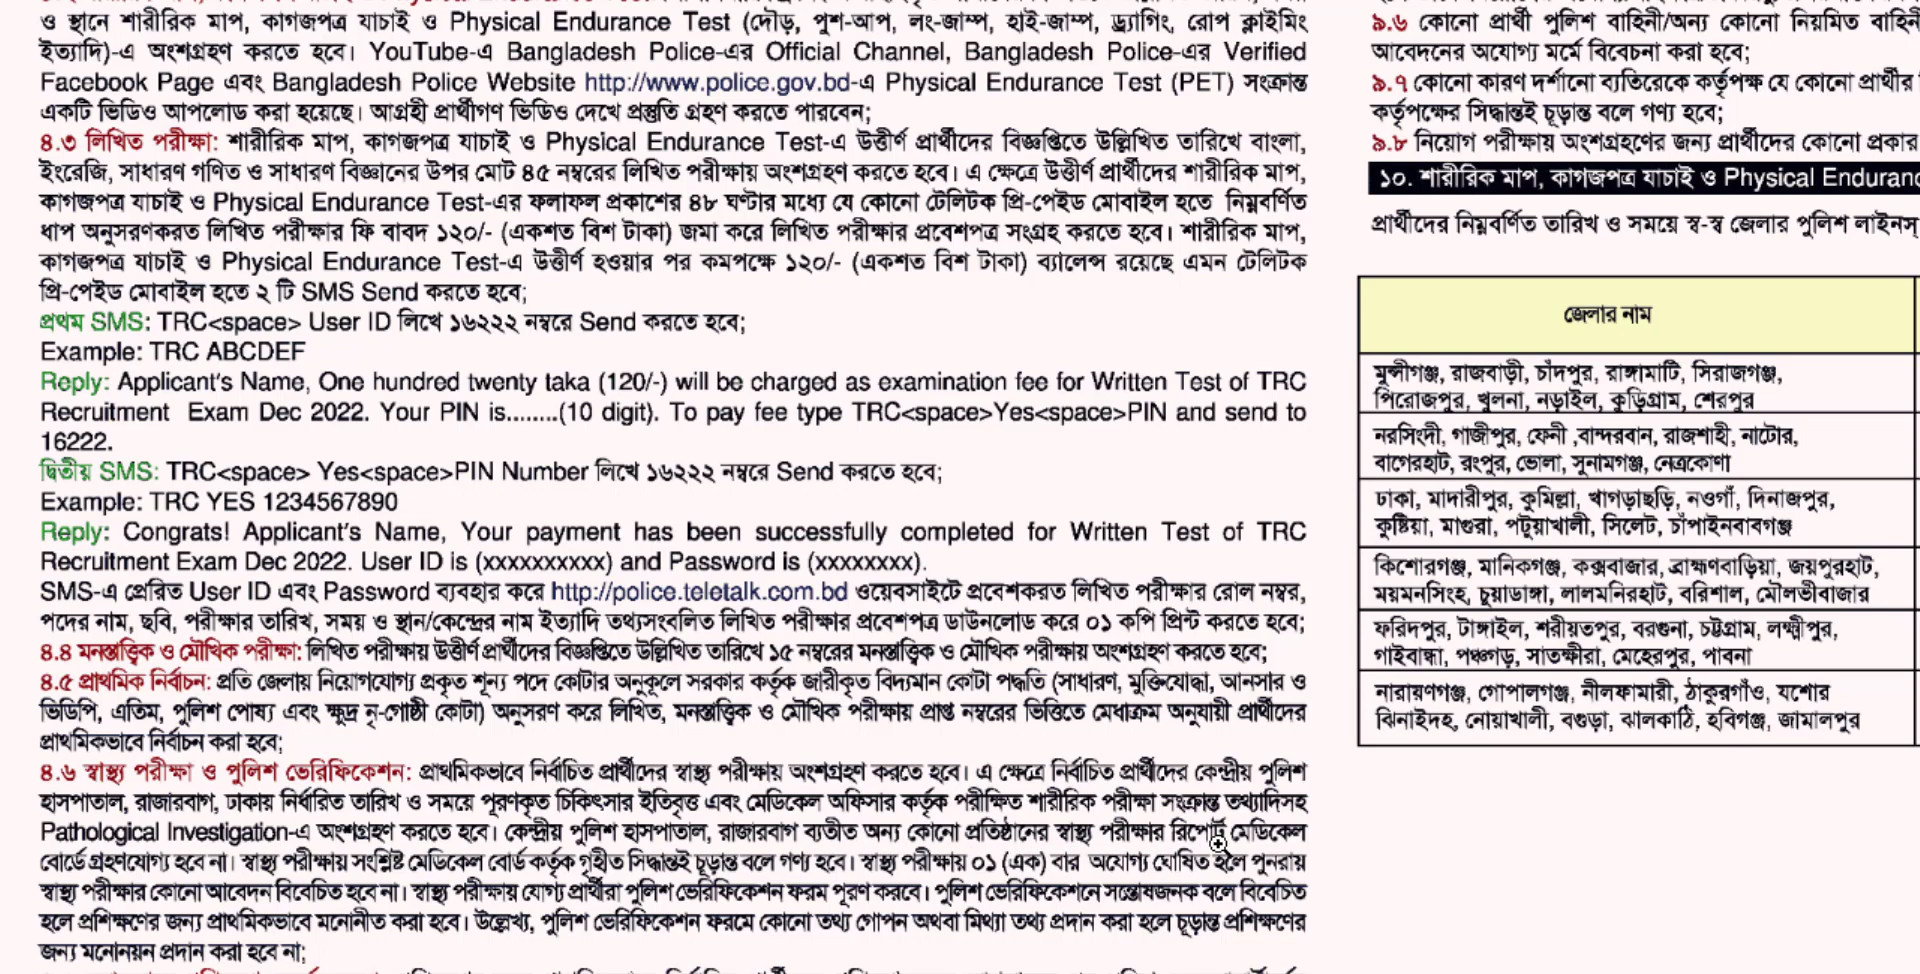 ও স্থানে শারীরিক মাপ, কাগজপত্র যাচাই ও Physical Endurance Test (দৌড়, পুশ-আপ, লং-জাম্প, হাই-জাম্প, ড্র্যাগিং, রোপ ক্লাইমিং
ইত্যাদি)-এ অংশগ্রহণ করতে হবে। YouTube-এ Bangladesh Police-এর Official Channel, Bangladesh Police-এর Verified
Facebook Page এবং Bangladesh Police Website http://www.police.gov.bd-এ Physical Endurance Test (PET) সংক্রান্ত
একটি ভিডিও আপলোড করা হয়েছে। আগ্রহী প্রার্থীগণ ভিডিও দেখে প্রস্তুতি গ্রহণ করতে পারবেন;
৪.৩ লিখিত পরীক্ষা: শারীরিক মাপ, কাগজপত্র যাচাই ও Physical Endurance Test-এ উত্তীর্ণ প্রার্থীদের বিজ্ঞপ্তিতে উল্লিখিত তারিখে বাংলা,
ইংরেজি, সাধারণ গণিত ও সাধারণ বিজ্ঞানের উপর মোট ৪৫ নম্বরের লিখিত পরীক্ষায় অংশগ্রহণ করতে হবে। এ ক্ষেত্রে উত্তীর্ণ প্রার্থীদের শারীরিক মাপ,
কাগজপত্র যাচাই ও Physical Endurance Test-এর ফলাফল প্রকাশের ৪৮ ঘণ্টার মধ্যে যে কোনো টেলিটক প্রি-পেইড মোবাইল হতে নিম্নবর্ণিত
ধাপ অনুসরণকরত লিখিত পরীক্ষার ফি বাবদ ১২০/- (একশত বিশ টাকা) জমা করে লিখিত পরীক্ষার প্রবেশপত্র সংগ্রহ করতে হবে। শারীরিক মাপ,
কাগজপত্র যাচাই ও Physical Endurance Test-এ উত্তীর্ণ হওয়ার পর কমপক্ষে ১২০/- (একশত বিশ টাকা) ব্যালেন্স রয়েছে এমন টেলিটক
প্রি-পেইড মোবাইল হতে ২ টি SMS Send করতে হবে;
প্রথম SMS: TRC<space> User ID লিখে ১৬২২২ নম্বরে Send করতে হবে;
Example: TRC ABCDEF
Reply: Applicant's Name, One hundred twenty taka (120/-) will be charged as examination fee for Written Test of TRC
Recruitment Exam Dec 2022. Your PIN is........(10 digit). To pay fee type TRC<space>Yes<space>PIN and send to
16222.
দ্বিতীয় SMS: TRC<space> Yes<space>PIN Number লিখে ১৬২২২ নম্বরে Send করতে হবে;
Example: TRC YES 1234567890
Reply: Congrats! Applicant's Name, Your payment has been successfully completed for Written Test of TRC
Recruitment Exam Dec 2022. User ID is (xxxxxxxxxx) and Password is (xxxxxxxx).
SMS-এ প্রেরিত User ID এবং Password ব্যবহার করে http://police.teletalk.com.bd ওয়েবসাইটে প্রবেশকরত লিখিত পরীক্ষার রোল নম্বর,
পদের নাম, ছবি, পরীক্ষার তারিখ, সময় ও স্থান/কেন্দ্রের নাম ইত্যাদি তথ্যসংবলিত লিখিত পরীক্ষার প্রবেশপত্র ডাউনলোড করে ০১ কপি প্রিন্ট করতে হবে;
৪.৪ মনস্তাত্ত্বিক ও মৌখিক পরীক্ষা: লিখিত পরীক্ষায় উত্তীর্ণ প্রার্থীদের বিজ্ঞপ্তিতে উল্লিখিত তারিখে ১৫ নম্বরের মনস্তাত্ত্বিক ও মৌখিক পরীক্ষায় অংশগ্রহণ করতে হবে;
৪.৫ প্রাথমিক নির্বাচন: প্রতি জেলায় নিয়োগযোগ্য প্রকৃত শূন্য পদে কোটার অনুকূলে সরকার কর্তৃক জারীকৃত বিদ্যমান কোটা পদ্ধতি (সাধারণ, মুক্তিযোদ্ধা, আনসার ও
ভিডিপি, এতিম, পুলিশ পোষ্য এবং ক্ষুদ্র নৃ-গোষ্ঠী কোটা) অনুসরণ করে লিখিত, মনস্তাত্ত্বিক ও মৌখিক পরীক্ষায় প্রাপ্ত নম্বরের ভিত্তিতে মেধাক্রম অনুযায়ী প্রার্থীদের
প্রাথমিকভাবে নির্বাচন করা হবে;
৪.৬ স্বাস্থ্য পরীক্ষা ও পুলিশ ভেরিফিকেশন: প্রাথমিকভাবে নির্বাচিত প্রার্থীদের স্বাস্থ্য পরীক্ষায় অংশগ্রহণ করতে হবে। এ ক্ষেত্রে নির্বাচিত প্রার্থীদের কেন্দ্রীয় পুলিশ
হাসপাতাল, রাজারবাগ, ঢাকায় নির্ধারিত তারিখ ও সময়ে পূরণকৃত চিকিৎসার ইতিবৃত্ত এবং মেডিকেল অফিসার কর্তৃক পরীক্ষিত শারীরিক পরীক্ষা সংক্রান্ত তথ্যাদিসহ
Pathological Investigation-এ অংশগ্রহণ করতে হবে। কেন্দ্রীয় পুলিশ হাসপাতাল, রাজারবাগ ব্যতীত অন্য কোনো প্রতিষ্ঠানের স্বাস্থ্য পরীক্ষার রিপোর্ট মেডিকেল
বোর্ডে গ্রহণযোগ্য হবে না। স্বাস্থ্য পরীক্ষায় সংশ্লিষ্ট মেডিকেল বোর্ড কর্তৃক গৃহীত সিদ্ধান্তই চূড়ান্ত বলে গণ্য হবে। স্বাস্থ্য পরীক্ষায় ০১ (এক) বার অযোগ্য ঘোষিত হলে পুনরায়
স্বাস্থ্য পরীক্ষার কোনো আবেদন বিবেচিত হবে না। স্বাস্থ্য পরীক্ষায় যোগ্য প্রার্থীরা পুলিশ ভেরিফিকেশন ফরম পূরণ করবে। পুলিশ ভেরিফিকেশনে সন্তোষজনক বলে বিবেচিত
হলে প্রশিক্ষণের জন্য প্রাথমিকভাবে মনোনীত করা হবে। উল্লেখ্য, পুলিশ ভেরিফিকেশন ফরমে কোনো তথ্য গোপন অথবা মিথ্যা তথ্য প্রদান করা হলে চূড়ান্ত প্রশিক্ষণের
জন্য মনোনয়ন প্রদান করা হবে না;
৯.৬ কোনো প্রার্থী পুলিশ বাহিনী/অন্য কোনো নিয়মিত বাহিনী
আবেদনের অযোগ্য মর্মে বিবেচনা করা হবে;
৯.৭ কোনো কারণ দর্শানো ব্যতিরেকে কর্তৃপক্ষ যে কোনো প্রার্থীর
কর্তৃপক্ষের সিদ্ধান্তই চূড়ান্ত বলে গণ্য হবে;
৯.৮ নিয়োগ পরীক্ষায় অংশগ্রহণের জন্য প্রার্থীদের কোনো প্রকার
১০. শারীরিক মাপ, কাগজপত্র যাচাই ও Physical Enduranc
প্রার্থীদের নিম্নবর্ণিত তারিখ ও সময়ে স্ব-স্ব জেলার পুলিশ লাইনস্
জেলার নাম
মুন্সীগঞ্জ, রাজবাড়ী, চাঁদপুর, রাঙ্গামাটি, সিরাজগঞ্জ,
পিরোজপুর, খুলনা, নড়াইল, কুড়িগ্রাম, শেরপুর
নরসিংদী, গাজীপুর, ফেনী ,বান্দরবান, রাজশাহী, নাটোর,
বাগেরহাট, রংপুর, ভোলা, সুনামগঞ্জ, নেত্রকোণা
ঢাকা, মাদারীপুর, কুমিল্লা, খাগড়াছড়ি, নওগাঁ, দিনাজপুর,
কুষ্টিয়া, মাগুরা, পটুয়াখালী, সিলেট, চাঁপাইনবাবগঞ্জ
কিশোরগঞ্জ, মানিকগঞ্জ, কক্সবাজার, ব্রাহ্মণবাড়িয়া, জয়পুরহাট,
ময়মনসিংহ, চুয়াডাঙ্গা, লালমনিরহাট, বরিশাল, মৌলভীবাজার
ফরিদপুর, টাঙ্গাইল, শরীয়তপুর, বরগুনা, চট্টগ্রাম, লক্ষ্মীপুর,
গাইবান্ধা, পঞ্চগড়, সাতক্ষীরা, মেহেরপুর, পাবনা
নারায়ণগঞ্জ, গোপালগঞ্জ, নীলফামারী, ঠাকুরগাঁও, যশোর
ঝিনাইদহ, নোয়াখালী, বগুড়া, ঝালকাঠি, হবিগঞ্জ, জামালপুর